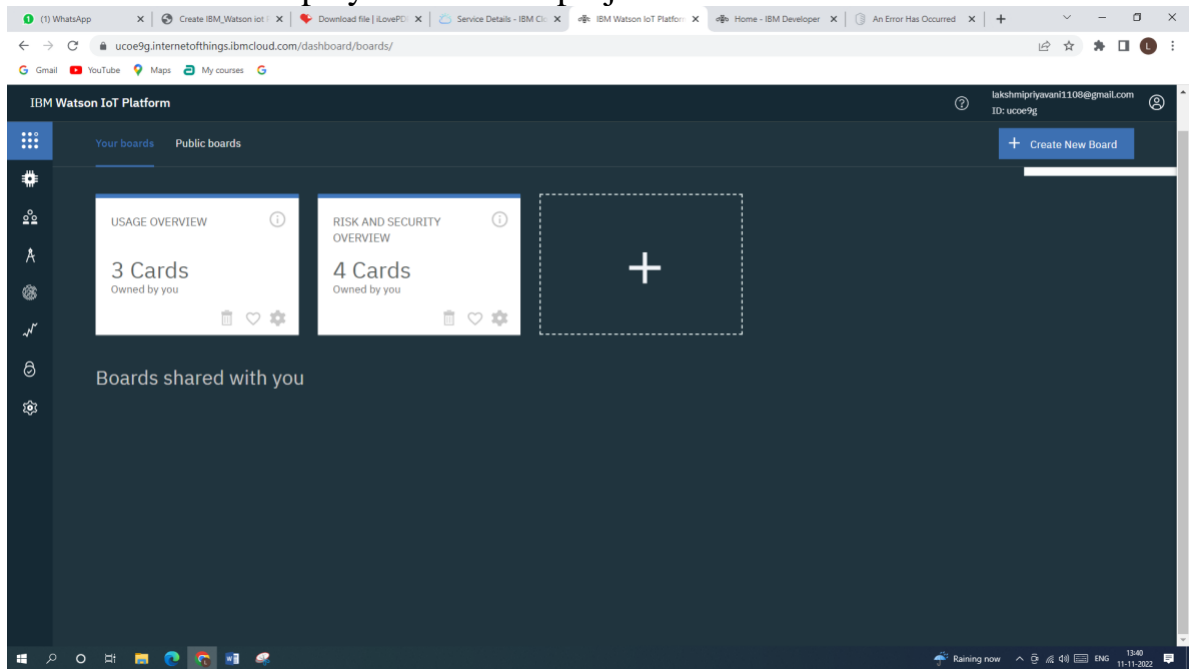 (1) WhatsApp
Create IBM_Watson iot
Download file | iLovePD
Service Details - IBM Clo
IBM Watson IoT Platform
Home - IBM Developer
An Error Has Occurred
ucoe9g.internetofthings.ibmcloud.com/dashboard/boards/
Gmail YouTube Maps My courses
IBM Watson IoT Platform
lakshmipriyavani1108@gmail.com
ID: ucoe9g
Your boards Public boards
+ Create New Board
USAGE OVERVIEW
3 Cards
Owned by you
RISK AND SECURITY
OVERVIEW
4 Cards
Owned by you
Boards shared with you
Raining now ENG
13:40
11-11-2022